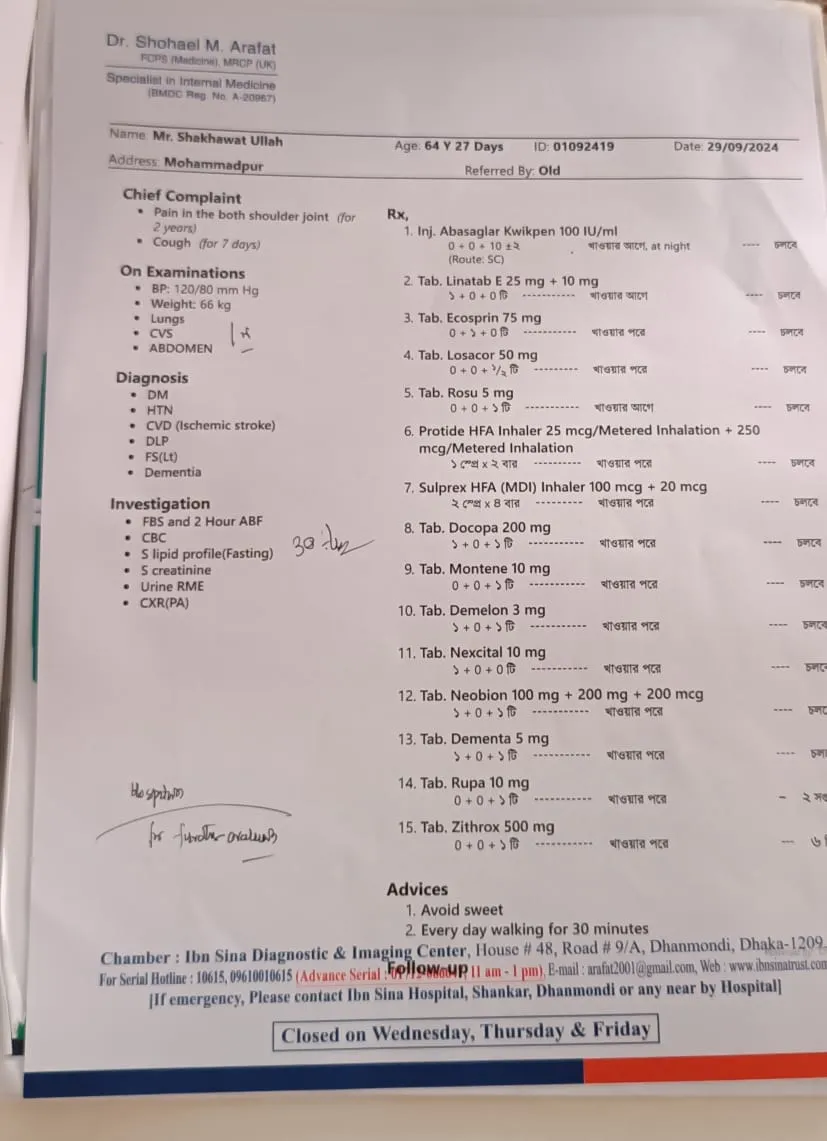 Dr. Shohael M. Arafat
FCPS (Medicine), MRCP (UK)
Specialist in Internal Medicine
(BMDC Reg. No. A-20967)
Name: Mr. Shakhawat Ullah
Age: 64 Y 27 Days
ID: 01092419
Date: 29/09/2024
Address: Mohammadpur
Referred By: Old
Chief Complaint
• Pain in the both shoulder joint (for
2 years)
• Cough (for 7 days)
On Examinations
• BP: 120/80 mm Hg
• Weight: 66 kg
• Lungs
• CVS
• ABDOMEN
Diagnosis
• DM
• HTN
• CVD (Ischemic stroke)
• DLP
• FS(Lt)
• Dementia
Investigation
• FBS and 2 Hour ABF
• CBC
• S lipid profile(Fasting)
• S creatinine
• Urine RME
• CXR(PA)
for further
Rx,
1. Inj. Abasaglar Kwikpen 100 IU/ml
0 + 0 + 10 ±২ খাওয়ার আগে, at night ---- চলবে
(Route: SC)
2. Tab. Linatab E 25 mg + 10 mg
১ + 0 + 0 টি ----------- খাওয়ার আগে ---- চলবে
3. Tab. Ecosprin 75 mg
0 + ১ + 0 টি ----------- খাওয়ার পরে ---- চলবে
4. Tab. Losacor 50 mg
0 + 0 + ১/২ টি --------- খাওয়ার পরে ---- চলবে
5. Tab. Rosu 5 mg
0 + 0 + ১ টি ----------- খাওয়ার আগে ---- চলবে
6. Protide HFA Inhaler 25 mcg/Metered Inhalation + 250
mcg/Metered Inhalation
১ স্প্রে x ২ বার ---------- খাওয়ার পরে ---- চলবে
7. Sulprex HFA (MDI) Inhaler 100 mcg + 20 mcg
২ স্প্রে x ৪ বার --------- খাওয়ার পরে ---- চলবে
8. Tab. Docopa 200 mg
১ + 0 + ১ টি ----------- খাওয়ার পরে ---- চলবে
9. Tab. Montene 10 mg
0 + 0 + ১ টি ----------- খাওয়ার পরে ---- চলবে
10. Tab. Demelon 3 mg
১ + 0 + ১ টি ----------- খাওয়ার পরে ---- চলবে
11. Tab. Nexcital 10 mg
১ + 0 + 0 টি ----------- খাওয়ার পরে ---- চলবে
12. Tab. Neobion 100 mg + 200 mg + 200 mcg
১ + 0 + ১ টি ----------- খাওয়ার পরে ---- চলবে
13. Tab. Dementa 5 mg
১ + 0 + ১ টি ----------- খাওয়ার পরে ---- চল
14. Tab. Rupa 10 mg
0 + 0 + ১ টি ----------- খাওয়ার পরে - ২ সপ্ত
15. Tab. Zithrox 500 mg
0 + 0 + ১ টি ----------- খাওয়ার পরে --- ৬
Advices
1. Avoid sweet
2. Every day walking for 30 minutes
Follow up
Chamber : Ibn Sina Diagnostic & Imaging Center, House # 48, Road # 9/A, Dhanmondi, Dhaka-1209.
For Serial Hotline : 10615, 09610010615 (Advance Serial : 11 am - 1 pm), E-mail : arafat2001@gmail.com, Web : www.ibnsinatrust.com
[If emergency, Please contact Ibn Sina Hospital, Shankar, Dhanmondi or any near by Hospital]
Closed on Wednesday, Thursday & Friday